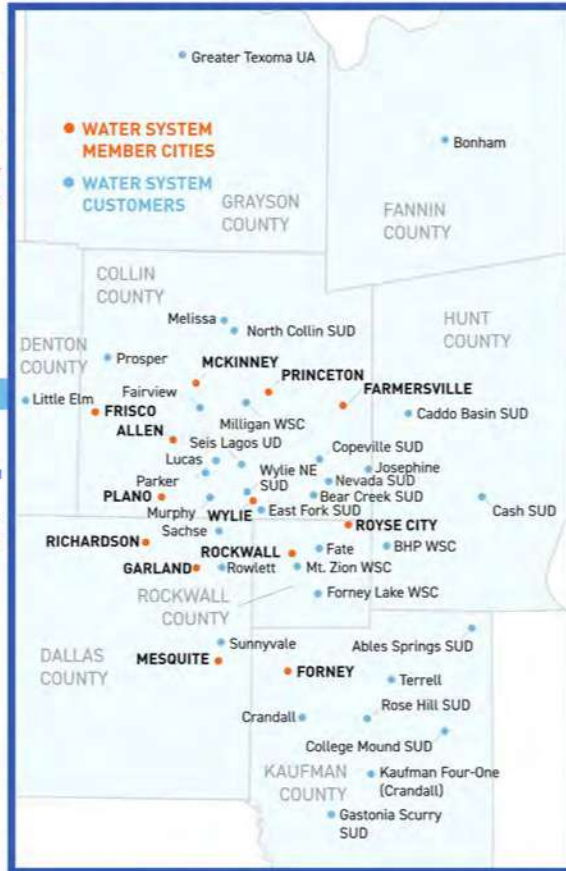 Greater Texoma UA
WATER SYSTEM
MEMBER CITIES
WATER SYSTEM
CUSTOMERS
Bonham
GRAYSON
COUNTY
FANNIN
COUNTY
COLLIN
COUNTY
HUNT
COUNTY
DENTON
COUNTY
Melissa
North Collin SUD
Prosper
MCKINNEY
PRINCETON
FARMERSVILLE
Little Elm
Fairview
FRISCO
Milligan WSC
Caddo Basin SUD
ALLEN
Seis Lagos UD
Copeville SUD
Lucas
Wylie NE
SUD
Josephine
Parker
Nevada SUD
PLANO
Bear Creek SUD
Cash SUD
Murphy
WYLIE
East Fork SUD
Sachse
ROYSE CITY
RICHARDSON
ROCKWALL
Fate
BHP WSC
GARLAND
Rowlett
Mt. Zion WSC
ROCKWALL
COUNTY
Forney Lake WSC
Sunnyvale
Ables Springs SUD
DALLAS
COUNTY
MESQUITE
FORNEY
Terrell
Crandall
Rose Hill SUD
College Mound SUD
KAUFMAN
COUNTY
Kaufman Four-One
(Crandall)
Gastonia Scurry
SUD